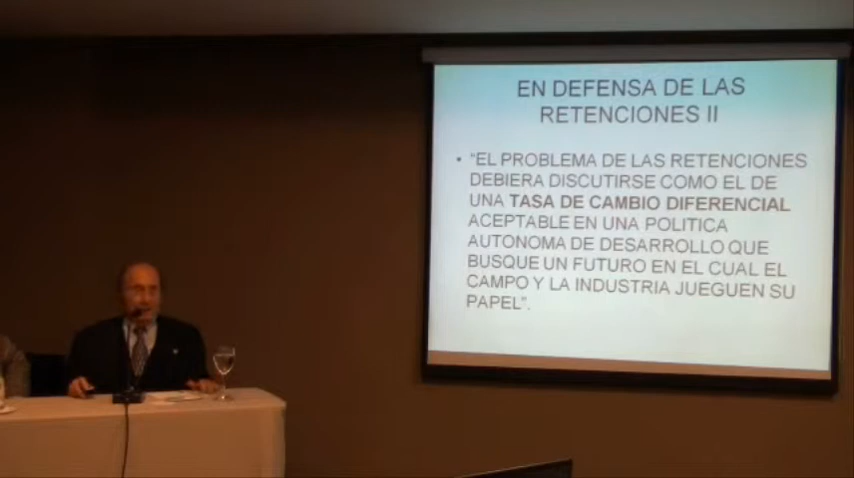 EN DEFENSA DE LAS
RETENCIONES II
• "EL PROBLEMA DE LAS RETENCIONES
DEBIERA DISCUTIRSE COMO EL DE
UNA TASA DE CAMBIO DIFERENCIAL
ACEPTABLE EN UNA POLITICA
AUTONOMA DE DESARROLLO QUE
BUSQUE UN FUTURO EN EL CUAL EL
CAMPO Y LA INDUSTRIA JUEGUEN SU
PAPEL".